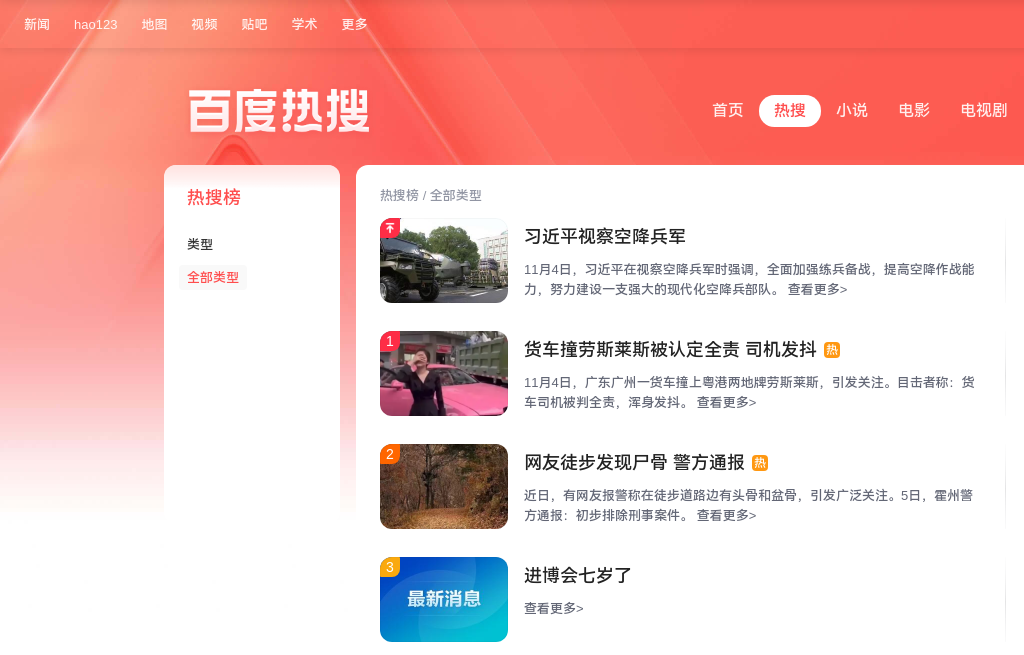 新闻 hao123 地图 视频 贴吧 学术 更多
百度热搜
首页 热搜 小说 电影 电视剧
热搜榜
类型
全部类型
热搜榜 / 全部类型
习近平视察空降兵军
11月4日，习近平在视察空降兵军时强调，全面加强练兵备战，提高空降作战能
力，努力建设一支强大的现代化空降兵部队。 查看更多>
1
货车撞劳斯莱斯被认定全责 司机发抖 热
11月4日，广东广州一货车撞上粤港两地牌劳斯莱斯，引发关注。目击者称：货
车司机被判全责，浑身发抖。 查看更多>
2
网友徒步发现尸骨 警方通报 热
近日，有网友报警称在徒步道路边有头骨和盆骨，引发广泛关注。5日，霍州警
方通报：初步排除刑事案件。 查看更多>
3
最新消息
进博会七岁了
查看更多>